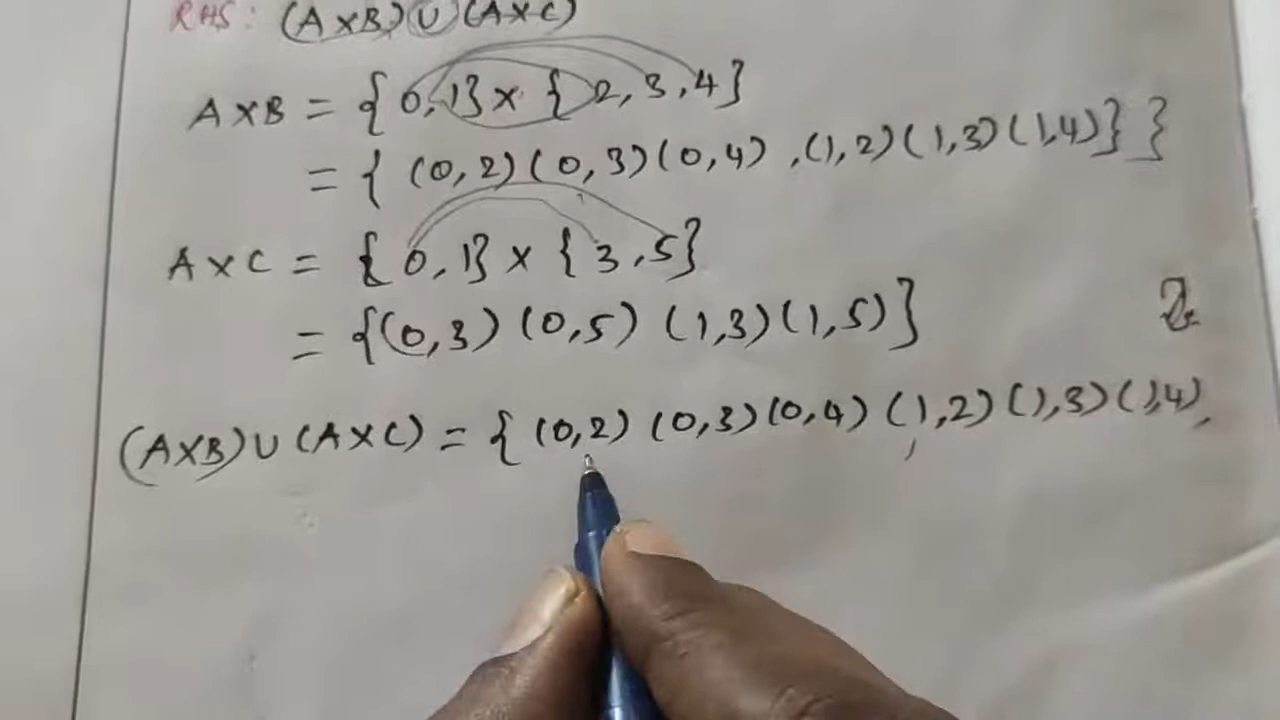 RHS: (A×B)∪(A×C)
A×B = {0,1}× {2,3,4}
= { (0,2)(0,3)(0,4) ,(1,2)(1,3)(1,4)} }
A×C = {0,1} × {3,5}
= {(0,3) (0,5) (1,3)(1,5)}
(A×B)∪(A×C) = { (0,2) (0,3)(0,4) (1,2) (1,3)(1,4),